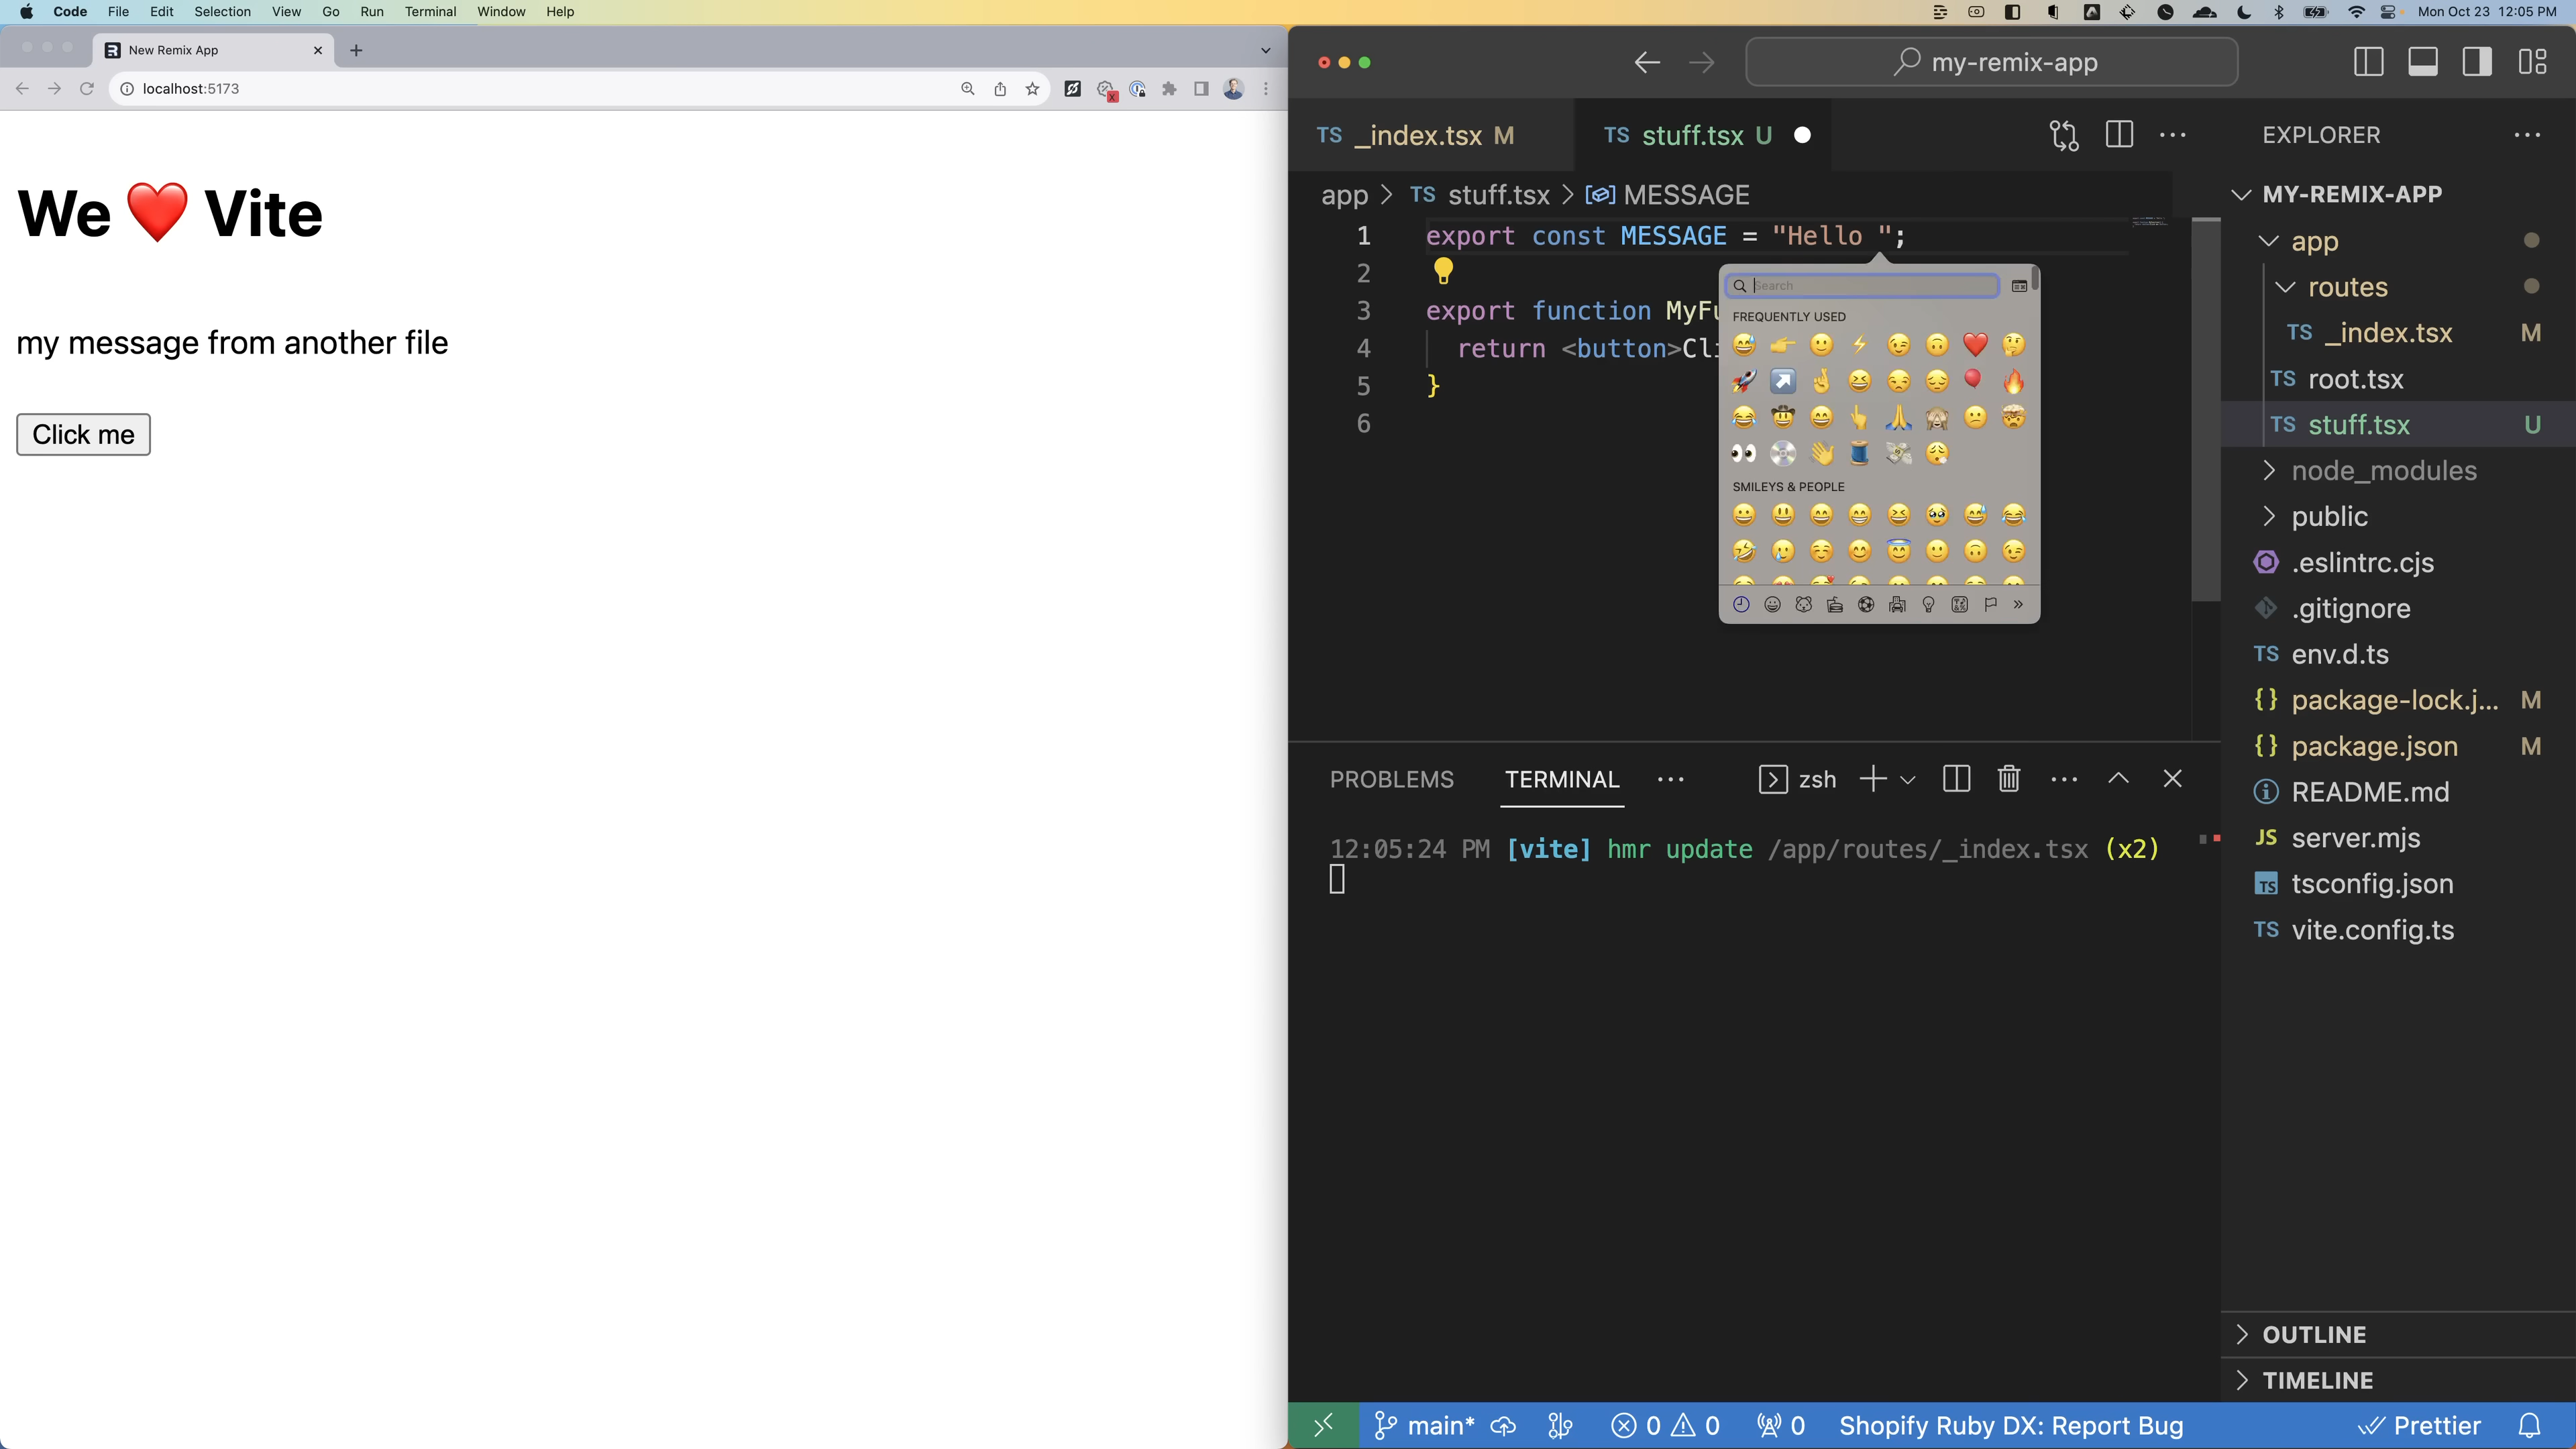 Code File Edit Selection View Go Run Terminal Window Help
Mon Oct 23 12:05 PM
New Remix App
localhost:5173
We ❤️ Vite
my message from another file
Click me
my-remix-app
TS _index.tsx M
TS stuff.tsx U
app > TS stuff.tsx > MESSAGE
1 export const MESSAGE = "Hello ";
2
3 export function MyFu
4 return <button>Cli
5 }
6
Search
FREQUENTLY USED
SMILEYS & PEOPLE
PROBLEMS TERMINAL
zsh
12:05:24 PM [vite] hmr update /app/routes/_index.tsx (x2)
EXPLORER
MY-REMIX-APP
app
routes
TS _index.tsx M
TS root.tsx
TS stuff.tsx U
node_modules
public
.eslintrc.cjs
.gitignore
TS env.d.ts
{} package-lock.j... M
{} package.json M
README.md
JS server.mjs
TS tsconfig.json
TS vite.config.ts
OUTLINE
TIMELINE
main* 0 0 0 Shopify Ruby DX: Report Bug Prettier